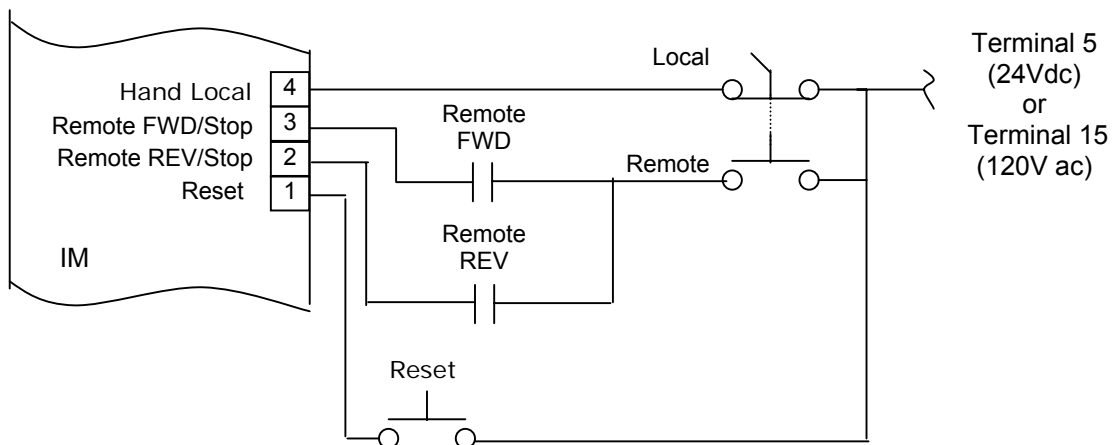 Hand Local
4
Remote FWD/Stop
3
Remote REV/Stop
2
Reset
1
IM
Local
Remote
FWD
Remote
Remote
REV
Reset
Terminal 5
(24Vdc)
or
Terminal 15
(120V ac)